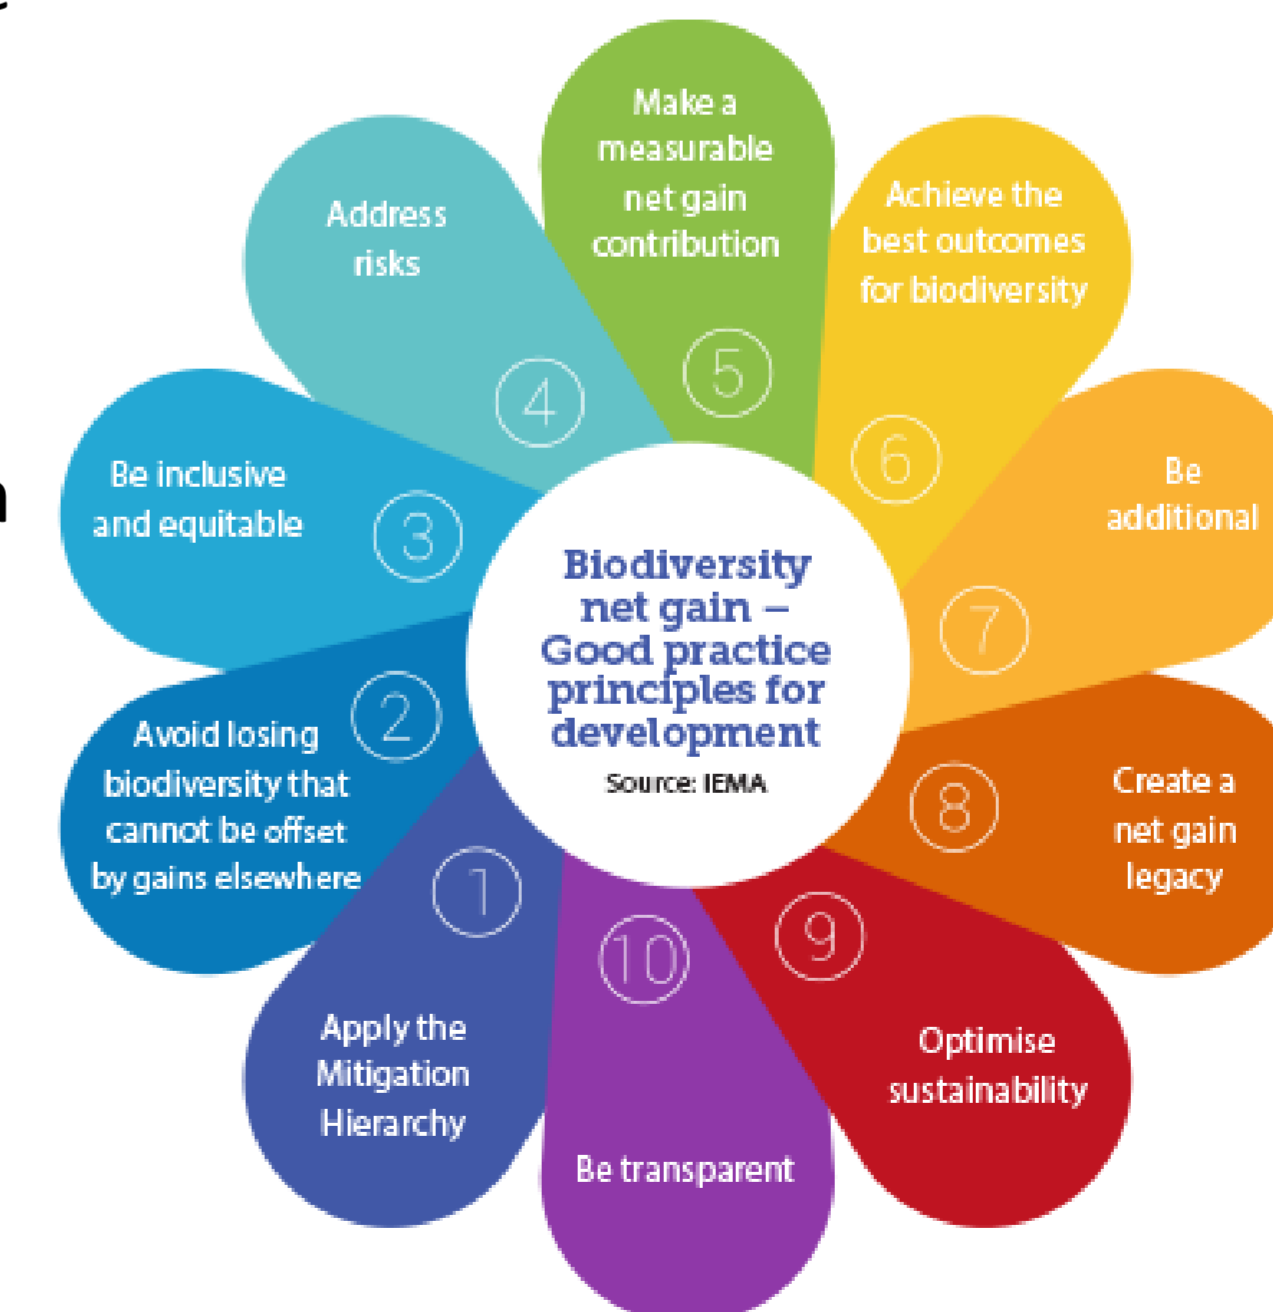 Biodiversity
net gain –
Good practice
principles for
development
Source: IEMA
1
Apply the
Mitigation
Hierarchy
2
Avoid losing
biodiversity that
cannot be offset
by gains elsewhere
3
Be inclusive
and equitable
4
Address
risks
5
Make a
measurable
net gain
contribution
6
Achieve the
best outcomes
for biodiversity
7
Be
additional
8
Create a
net gain
legacy
9
Optimise
sustainability
10
Be transparent